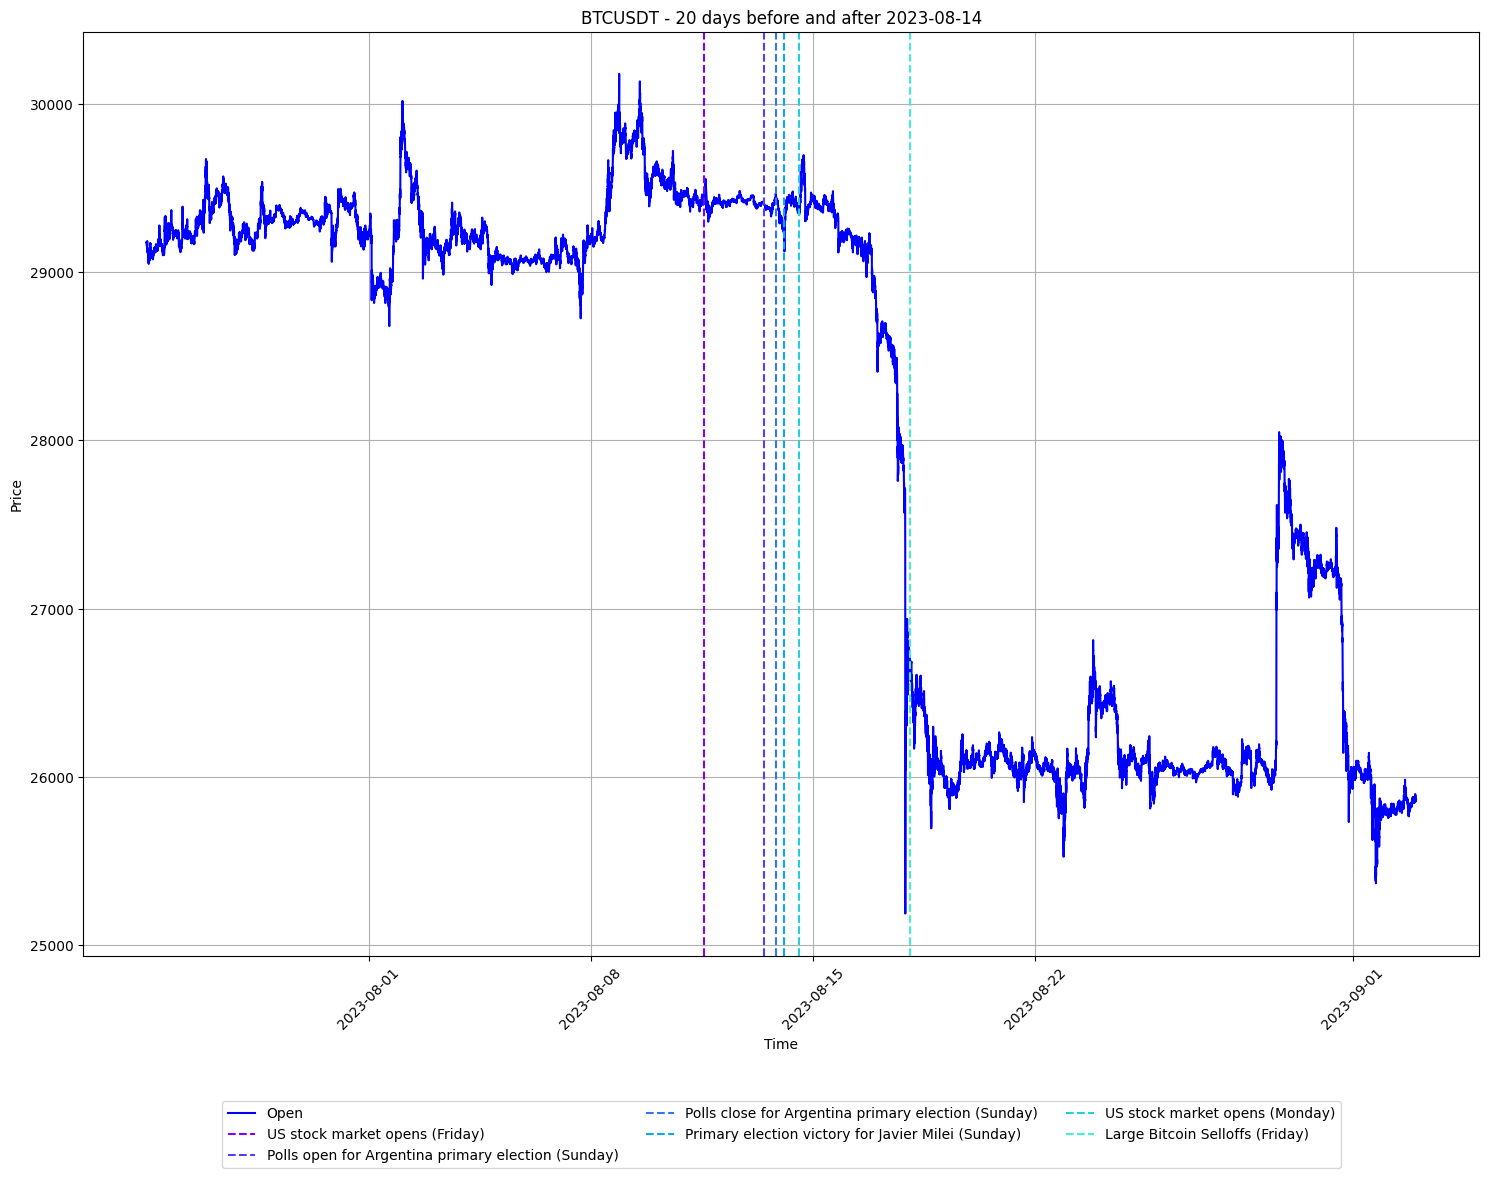 BTCUSDT - 20 days before and after 2023-08-14
30000
29000
28000
27000
26000
25000
Price
2023-08-01
2023-08-08
2023-08-15
2023-08-22
2023-09-01
Time
Open
US stock market opens (Friday)
Polls open for Argentina primary election (Sunday)
Polls close for Argentina primary election (Sunday)
Primary election victory for Javier Milei (Sunday)
US stock market opens (Monday)
Large Bitcoin Selloffs (Friday)